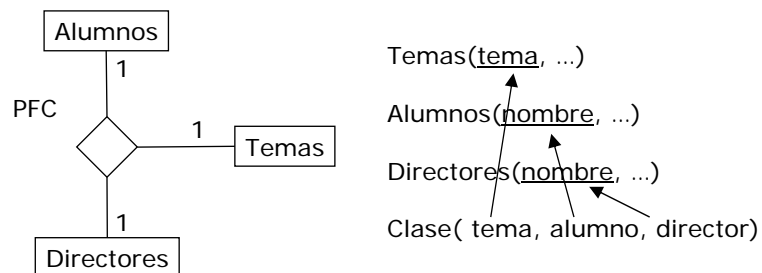 Alumnos
1
PFC
1
Temas
1
Directores
Temas(tema, ...)
Alumnos(nombre, ...)
Directores(nombre, ...)
Clase( tema, alumno, director)